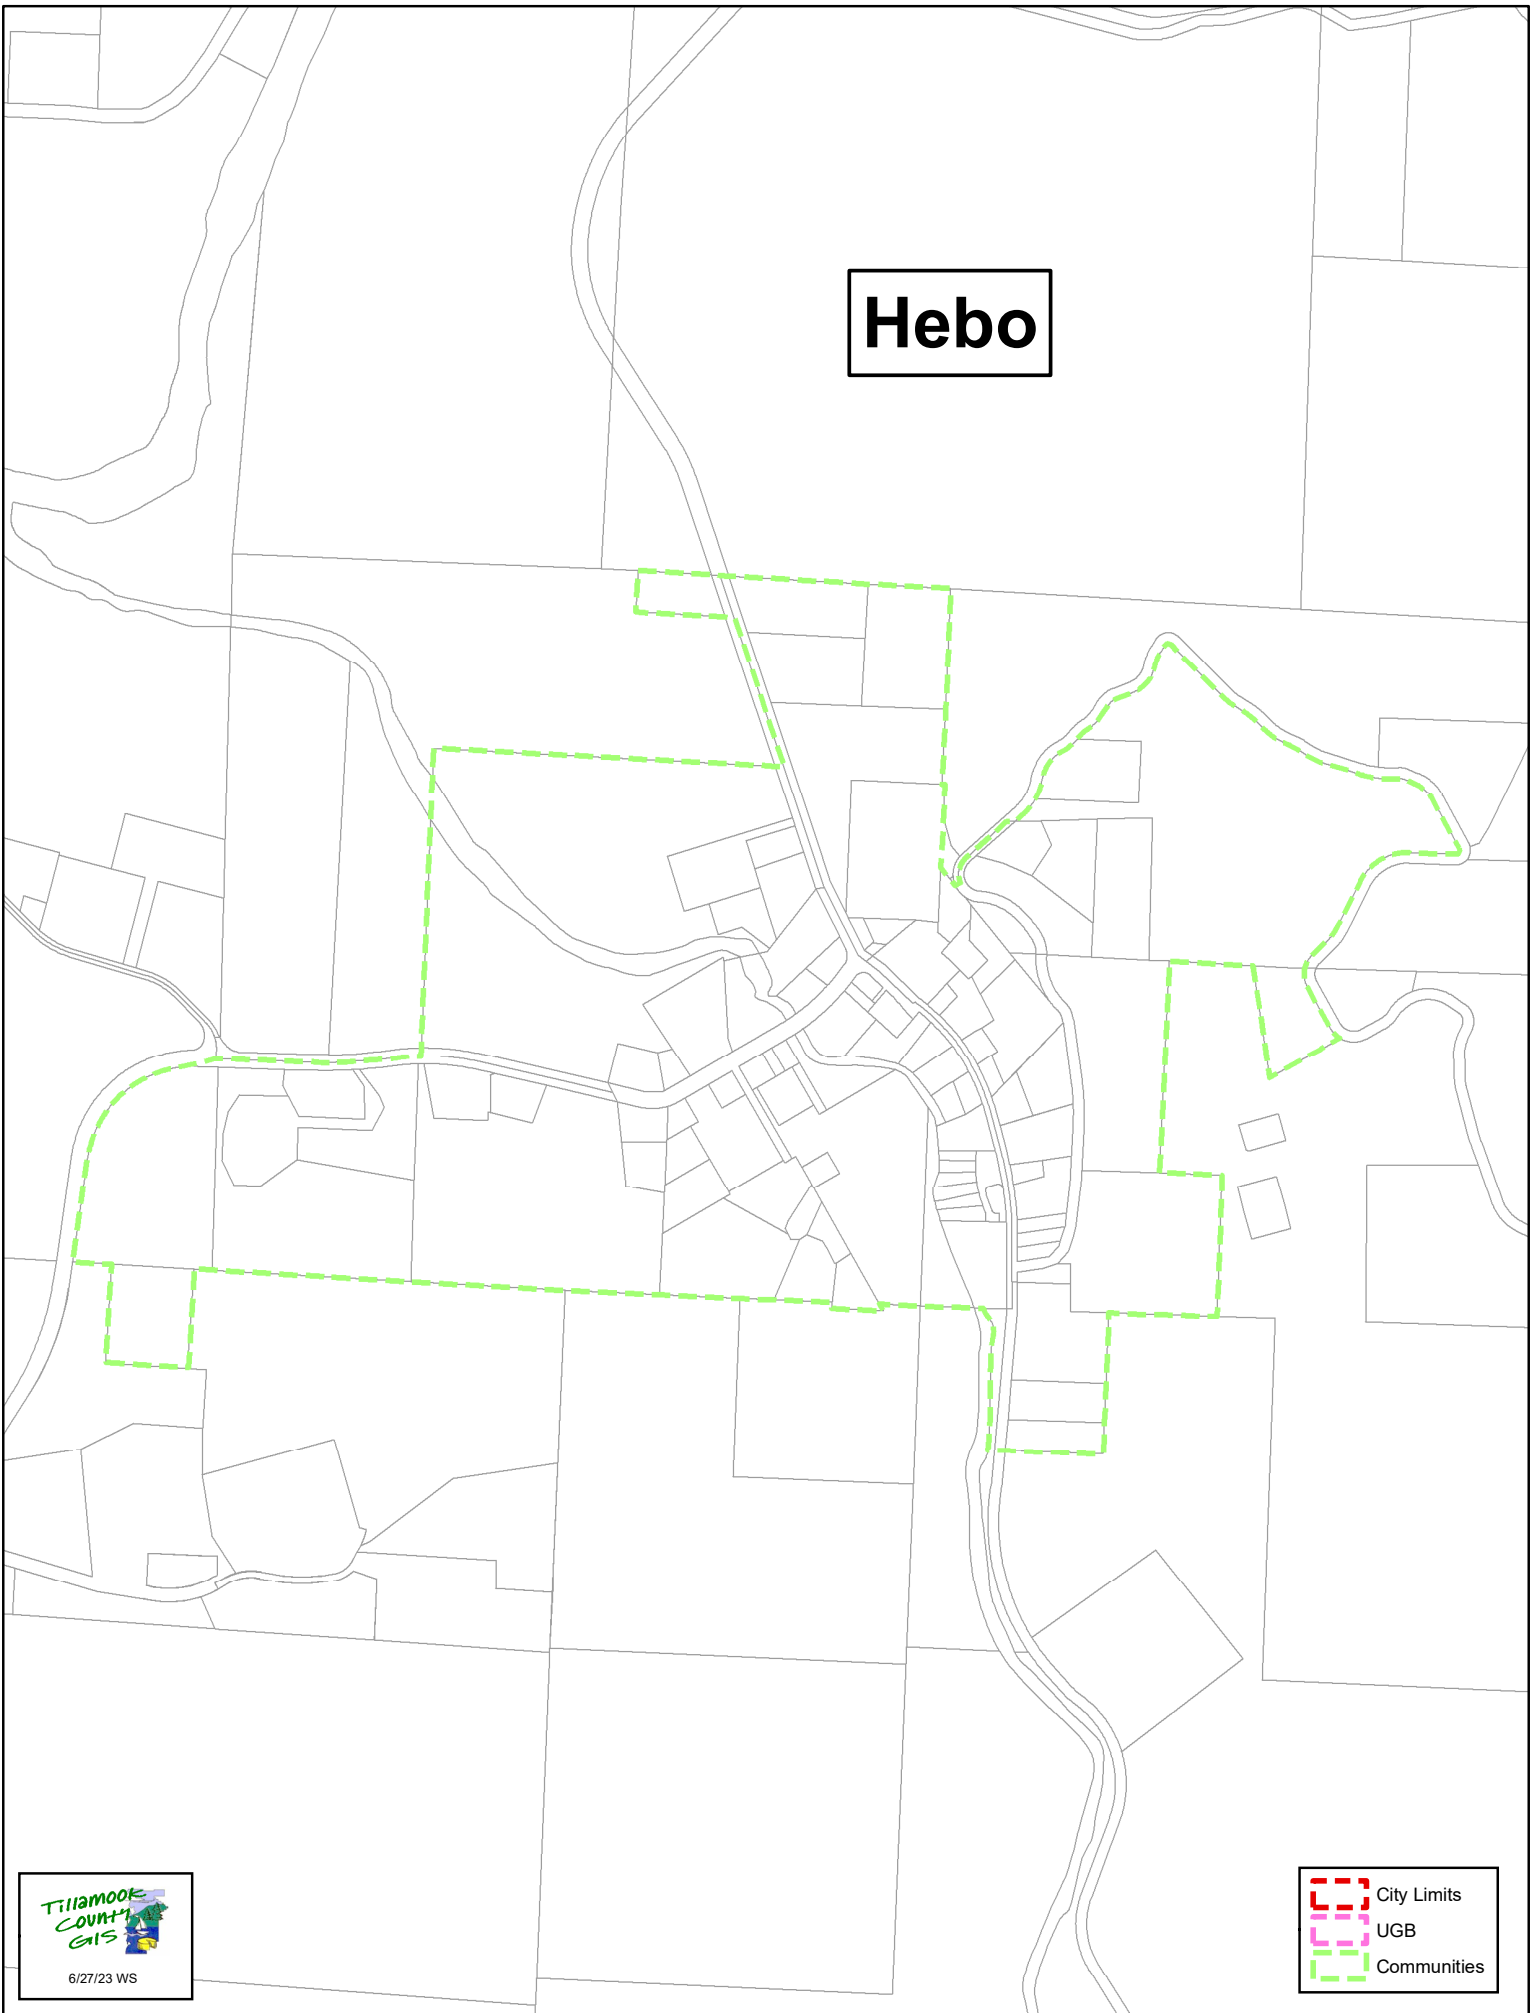 Hebo
Tillamook
County
GIS
6/27/23 WS
City Limits
UGB
Communities